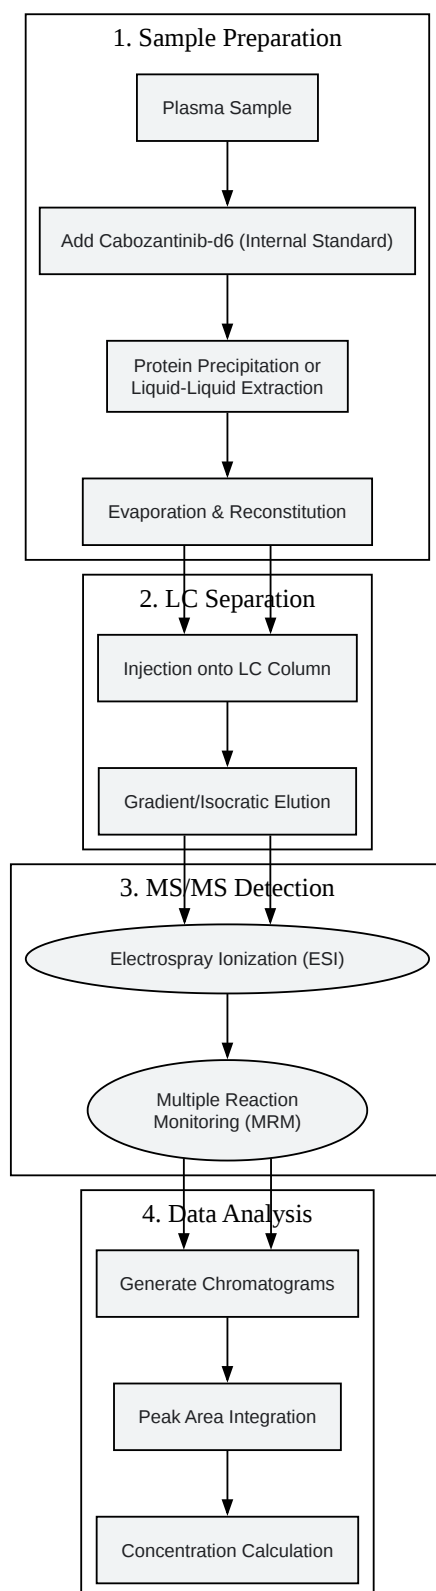 1. Sample Preparation
Plasma Sample
Add Cabozantinib-d6 (Internal Standard)
Protein Precipitation or
Liquid-Liquid Extraction
Evaporation & Reconstitution
2. LC Separation
Injection onto LC Column
Gradient/Isocratic Elution
3. MS/MS Detection
Electrospray Ionization (ESI)
Multiple Reaction
Monitoring (MRM)
4. Data Analysis
Generate Chromatograms
Peak Area Integration
Concentration Calculation